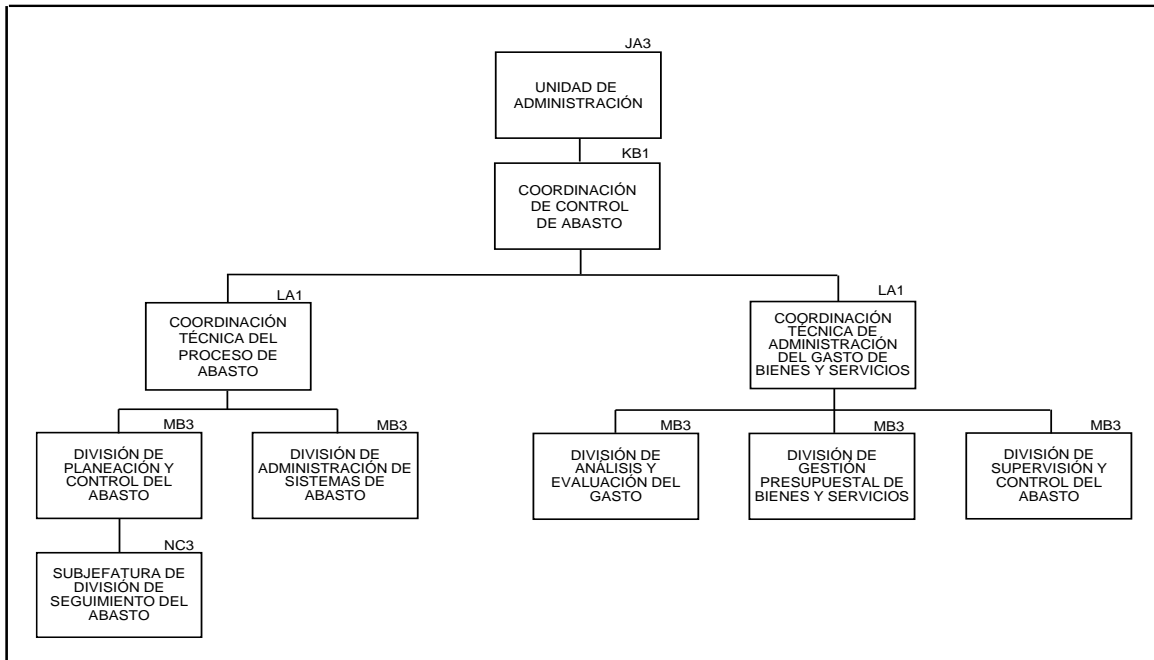 JA3
UNIDAD DE
ADMINISTRACIÓN
KB1
COORDINACIÓN
DE CONTROL
DE ABASTO
LA1
COORDINACIÓN
TÉCNICA DEL
PROCESO DE
ABASTO
LA1
COORDINACIÓN
TÉCNICA DE
ADMINISTRACIÓN
DEL GASTO DE
BIENES Y SERVICIOS
MB3
DIVISIÓN DE
PLANEACIÓN Y
CONTROL DEL
ABASTO
MB3
DIVISIÓN DE
ADMINISTRACIÓN DE
SISTEMAS DE
ABASTO
MB3
DIVISIÓN DE
ANÁLISIS Y
EVALUACIÓN DEL
GASTO
MB3
DIVISIÓN DE
GESTIÓN
PRESUPUESTAL DE
BIENES Y SERVICIOS
MB3
DIVISIÓN DE
SUPERVISIÓN Y
CONTROL DEL
ABASTO
NC3
SUBJEFATURA DE
DIVISIÓN DE
SEGUIMIENTO DEL
ABASTO